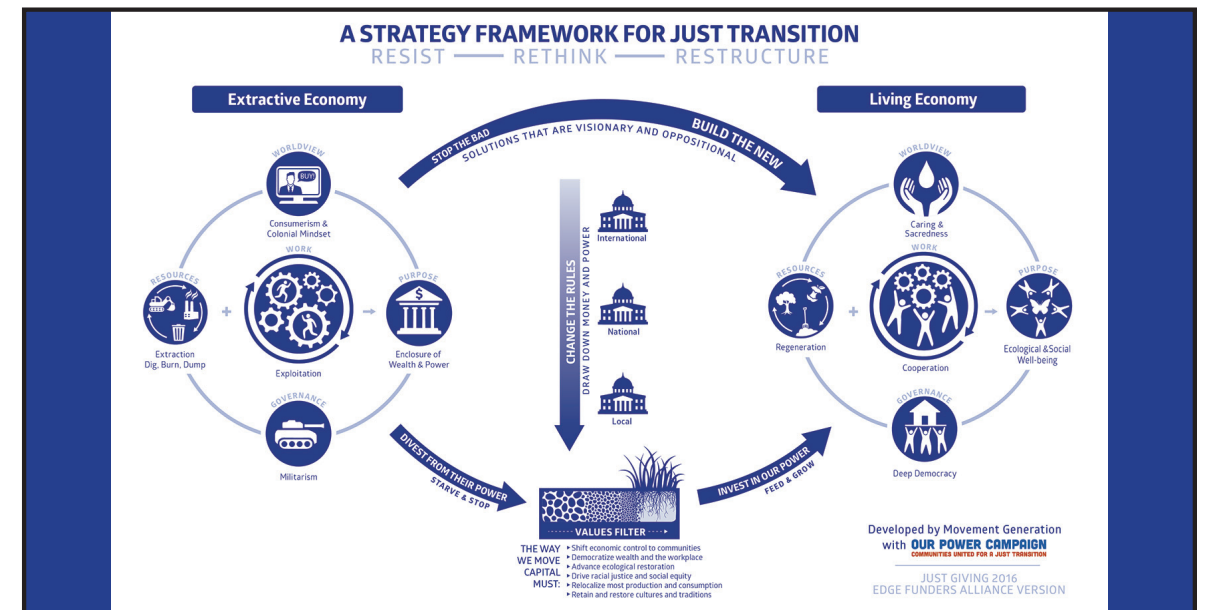 A STRATEGY FRAMEWORK FOR JUST TRANSITION
RESIST — RETHINK — RESTRUCTURE
Extractive Economy
WORLDVIEW
BUY!
Consumerism &
Colonial Mindset
RESOURCES
Extraction
Dig, Burn, Dump
+
WORK
Exploitation
PURPOSE
$
Enclosure of
Wealth & Power
GOVERNANCE
Militarism
STOP THE BAD
BUILD THE NEW
SOLUTIONS THAT ARE VISIONARY AND OPPOSITIONAL
CHANGE THE RULES
DRAW DOWN MONEY AND POWER
International
National
Local
DIVEST FROM THEIR POWER
STARVE & STOP
VALUES FILTER
INVEST IN OUR POWER
FEED & GROW
THE WAY
WE MOVE
CAPITAL
MUST:
▸ Shift economic control to communities
▸ Democratize wealth and the workplace
▸ Advance ecological restoration
▸ Drive racial justice and social equity
▸ Relocalize most production and consumption
▸ Retain and restore cultures and traditions
Living Economy
WORLDVIEW
Caring &
Sacredness
RESOURCES
Regeneration
+
WORK
Cooperation
PURPOSE
Ecological &Social
Well-being
GOVERNANCE
Deep Democracy
Developed by Movement Generation
with OUR POWER CAMPAIGN
COMMUNITIES UNITED FOR A JUST TRANSITION
JUST GIVING 2016
EDGE FUNDERS ALLIANCE VERSION